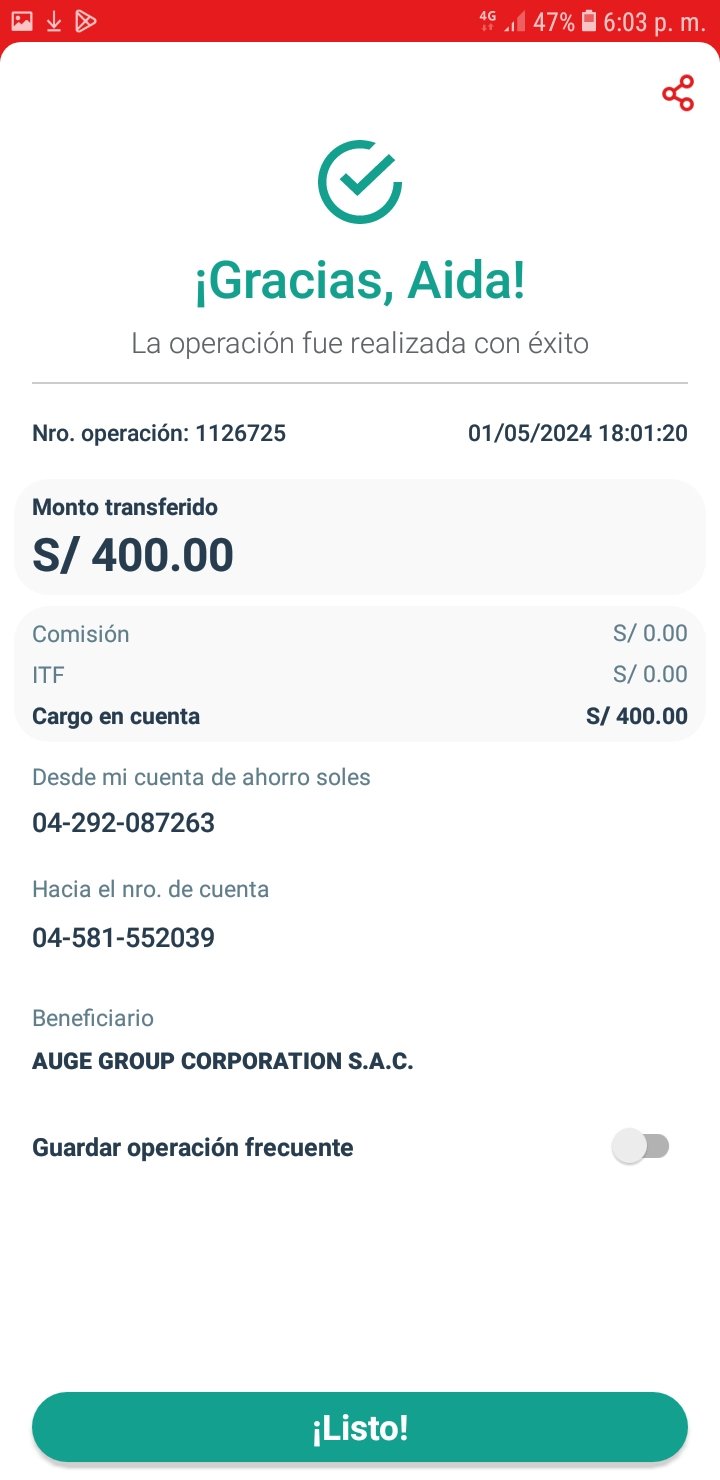 4G 47% 6:03 p. m.
¡Gracias, Aida!
La operación fue realizada con éxito
Nro. operación: 1126725 01/05/2024 18:01:20
Monto transferido
S/ 400.00
Comisión S/ 0.00
ITF S/ 0.00
Cargo en cuenta S/ 400.00
Desde mi cuenta de ahorro soles
04-292-087263
Hacia el nro. de cuenta
04-581-552039
Beneficiario
AUGE GROUP CORPORATION S.A.C.
Guardar operación frecuente
¡Listo!